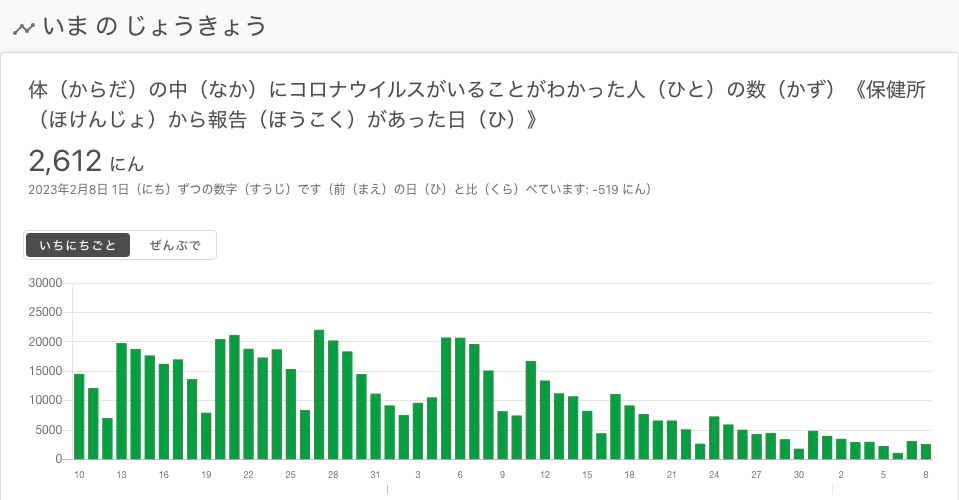 いまのじょうきょう
体（からだ）の中（なか）にコロナウイルスがいることがわかった人（ひと）の数（かず）《保健所
（ほけんじょ）から報告（ほうこく）があった日（ひ）》
2,612 にん
2023年2月8日 1日（にち）ずつの数字（すうじ）です（前（まえ）の日（ひ）と比（くら）べています: -519 にん）
いちにちごと ぜんぶで
30000
25000
20000
15000
10000
5000
0
10 13 16 19 22 25 28 31 3 6 9 12 15 18 21 24 27 30 2 5 8